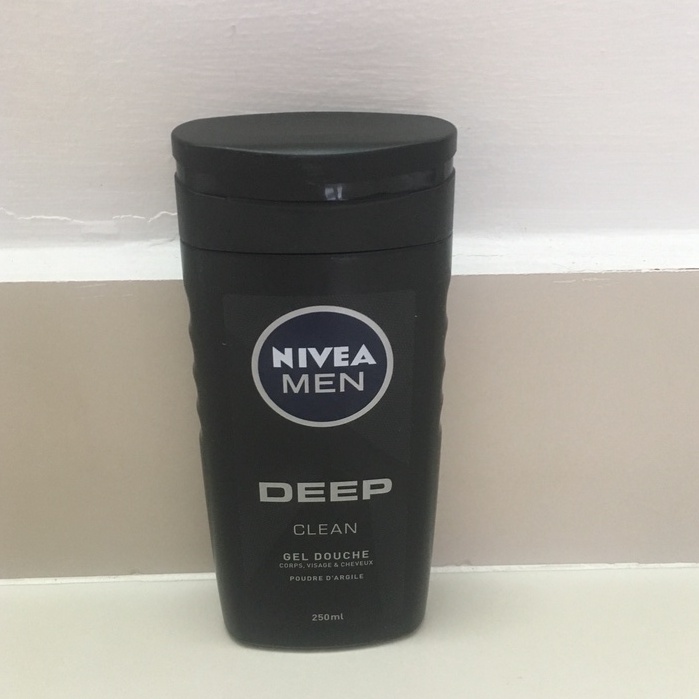 NIVEA
MEN
DEEP
CLEAN
GEL DOUCHE
CORPS, VISAGE & CHEVEUX
POUDRE D'ARGILE
250ml